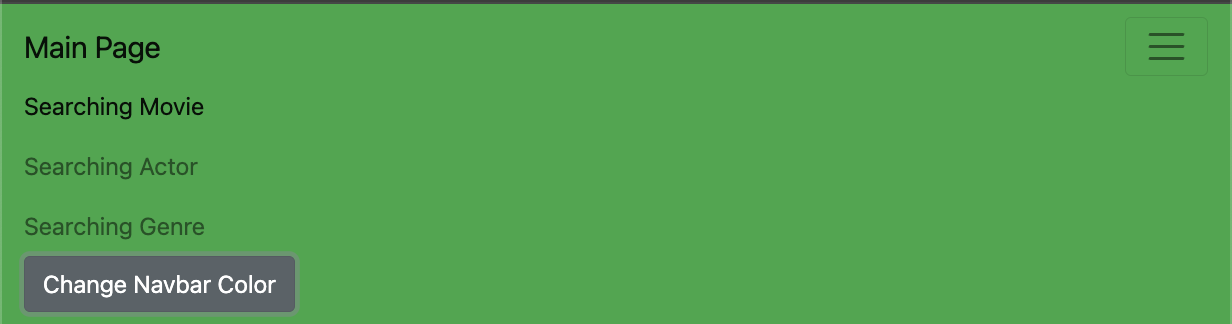 Main Page
Searching Movie
Searching Actor
Searching Genre
Change Navbar Color